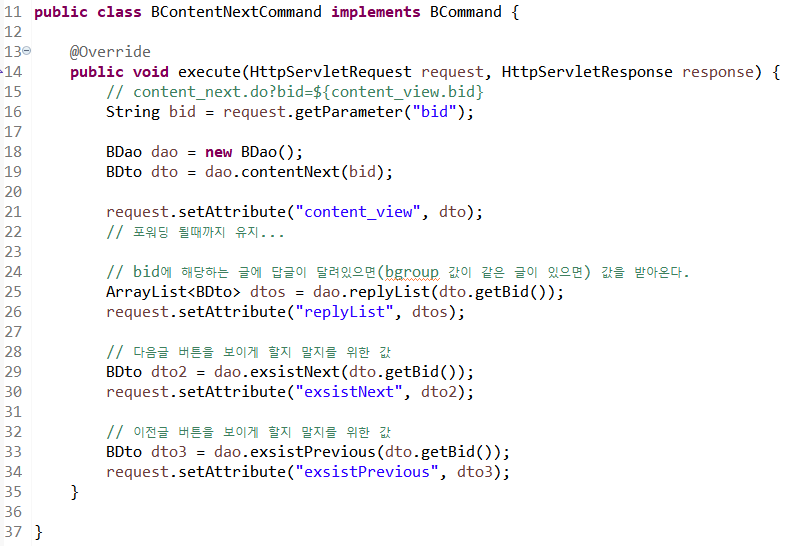 11 public class BContentNextCommand implements BCommand {
12
13 @Override
14 public void execute(HttpServletRequest request, HttpServletResponse response) {
15 // content_next.do?bid=${content_view.bid}
16 String bid = request.getParameter("bid");
17
18 BDao dao = new BDao();
19 BDto dto = dao.contentNext(bid);
20
21 request.setAttribute("content_view", dto);
22 // 포워딩 될때까지 유지...
23
24 // bid에 해당하는 글에 답글이 달려있으면(bgroup 값이 같은 글이 있으면) 값을 받아온다.
25 ArrayList<BDto> dtos = dao.replyList(dto.getBid());
26 request.setAttribute("replyList", dtos);
27
28 // 다음글 버튼을 보이게 할지 말지를 위한 값
29 BDto dto2 = dao.exsistNext(dto.getBid());
30 request.setAttribute("exsistNext", dto2);
31
32 // 이전글 버튼을 보이게 할지 말지를 위한 값
33 BDto dto3 = dao.exsistPrevious(dto.getBid());
34 request.setAttribute("exsistPrevious", dto3);
35 }
36
37 }